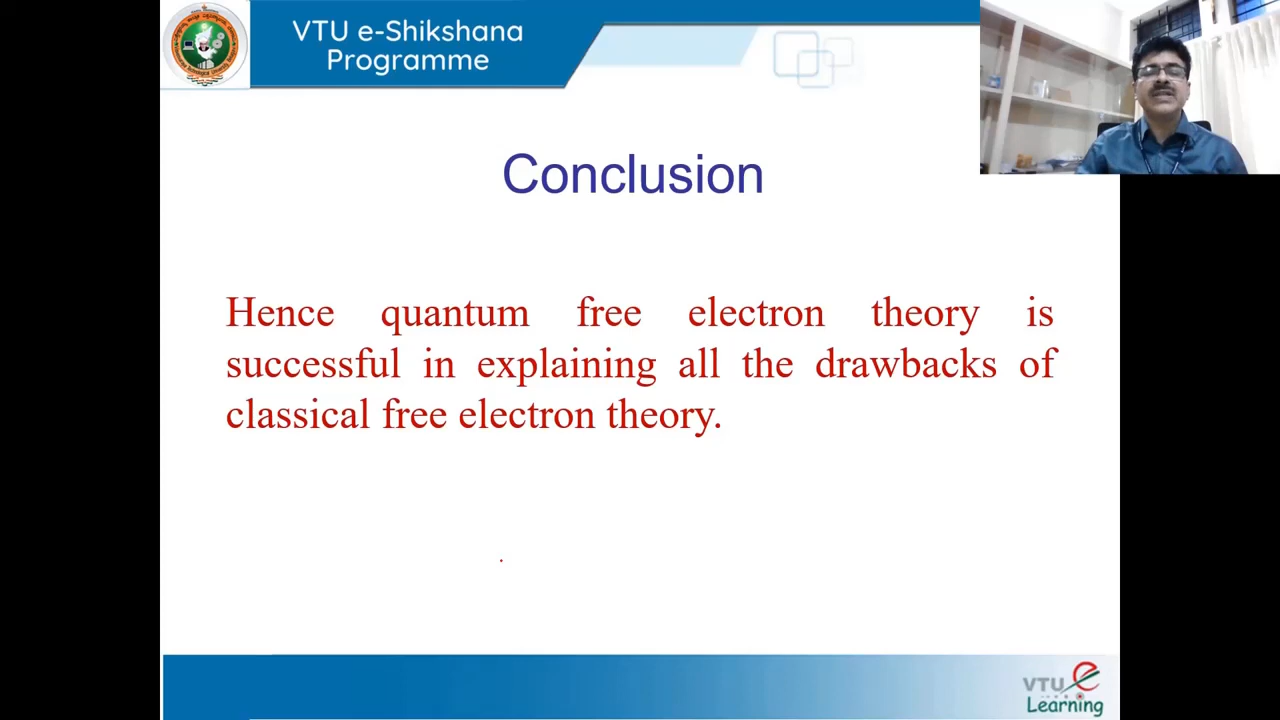 VTU e-Shikshana
Programme
Conclusion
Hence quantum free electron theory is
successful in explaining all the drawbacks of
classical free electron theory.
VTU e
Learning